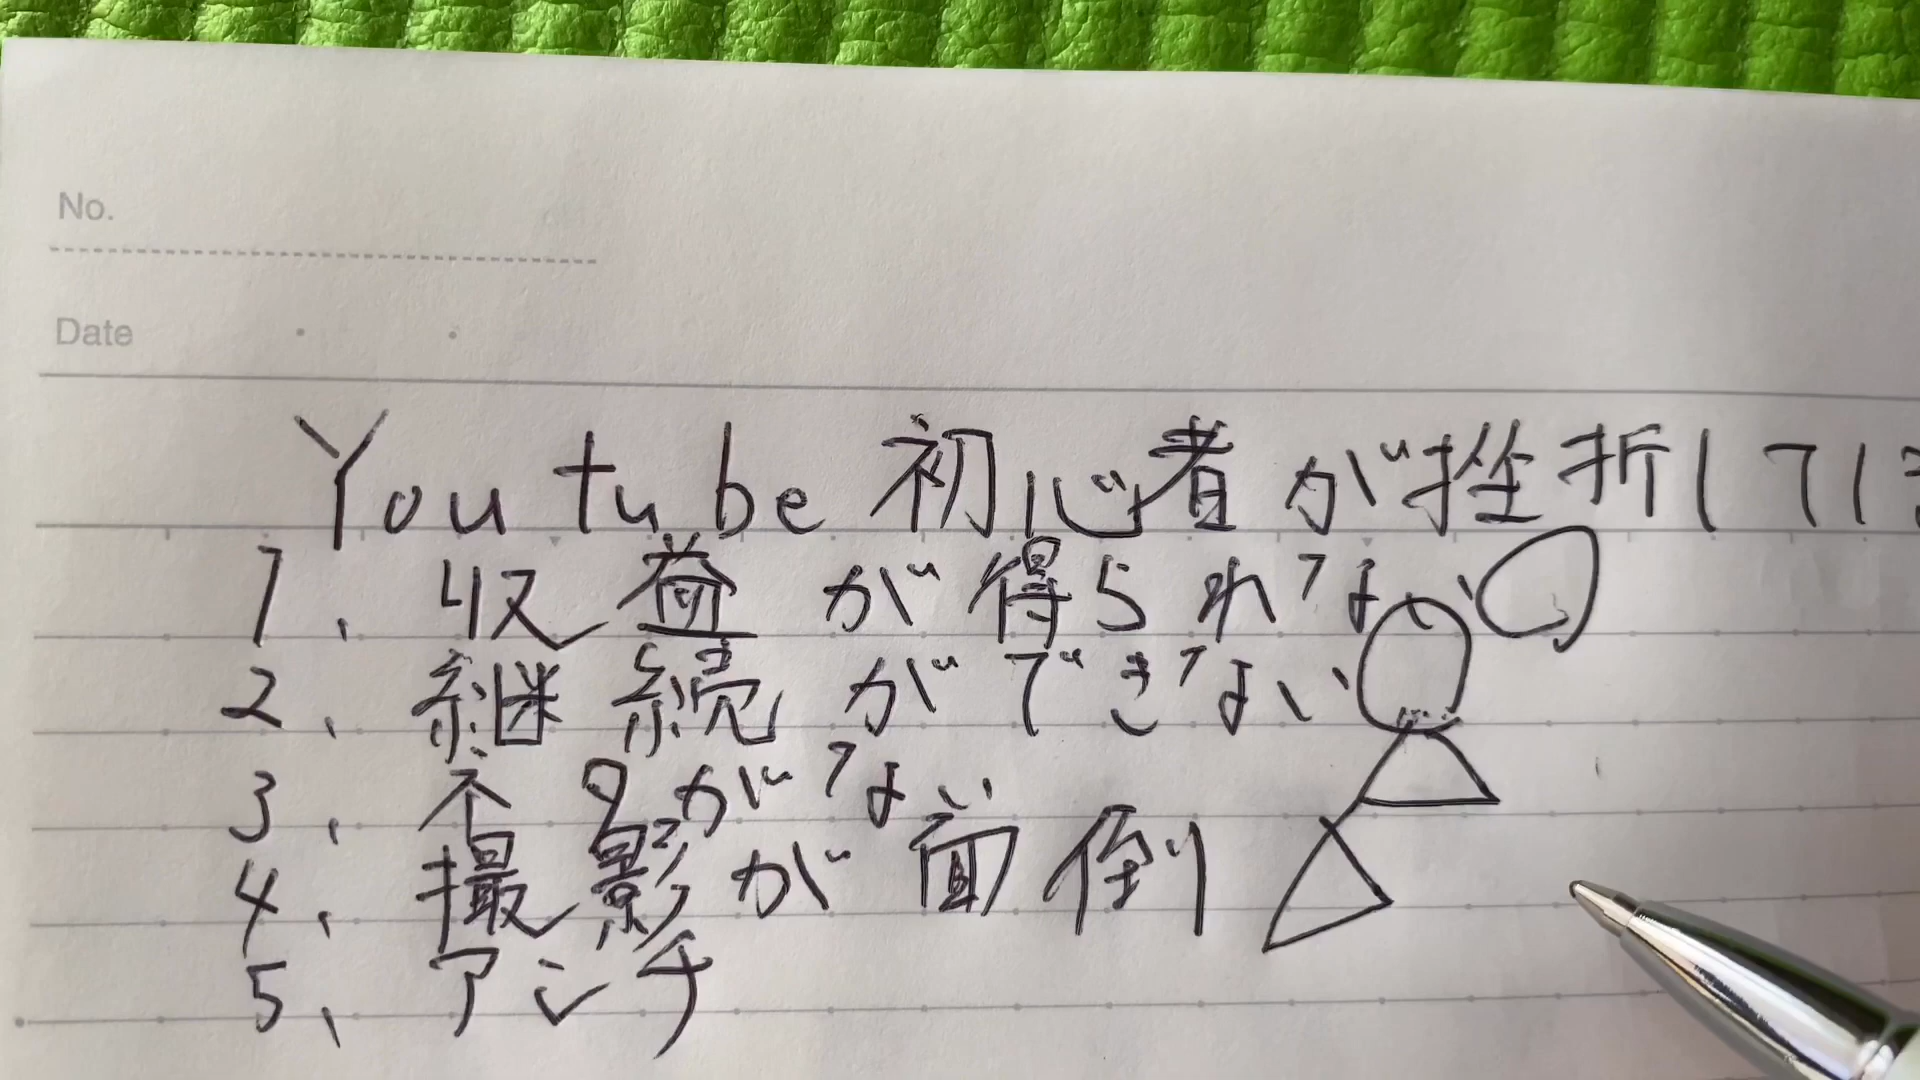 No.
Date
Youtube初心者が挫折してしま
1、収益が得られない
2、継続ができない
3、ネタがない
4、撮影が面倒
5、アンチ